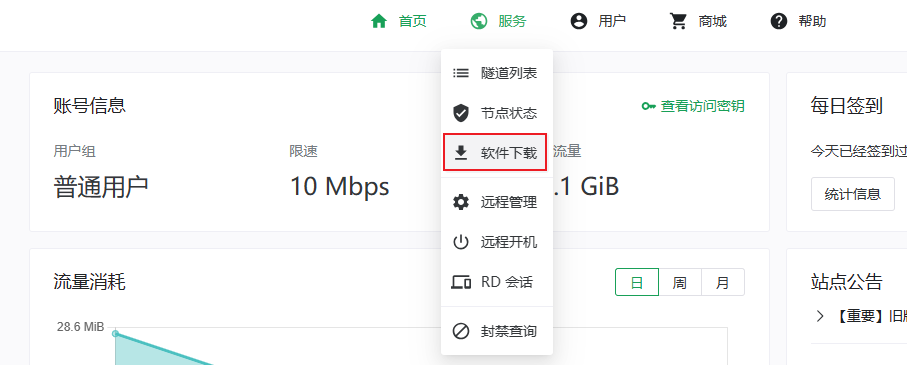 首页 服务 用户 商城 帮助
隧道列表
节点状态
软件下载
远程管理
远程开机
RD 会话
封禁查询
账号信息 查看访问密钥
用户组 限速 流量
普通用户 10 Mbps .1 GiB
每日签到
今天已经签到过
统计信息
流量消耗 日 周 月
28.6 MiB
站点公告
【重要】旧